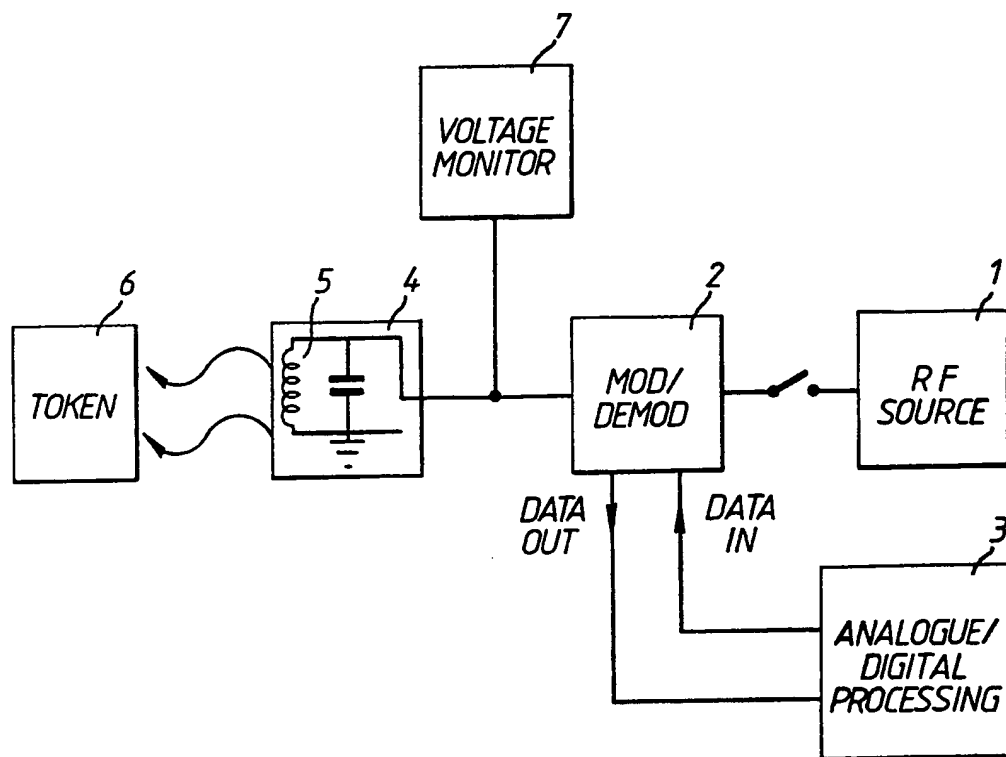 7
VOLTAGE
MONITOR
6
TOKEN
5
4
2
MOD/
DEMOD
1
RF
SOURCE
DATA
OUT
DATA
IN
3
ANALOGUE/
DIGITAL
PROCESSING